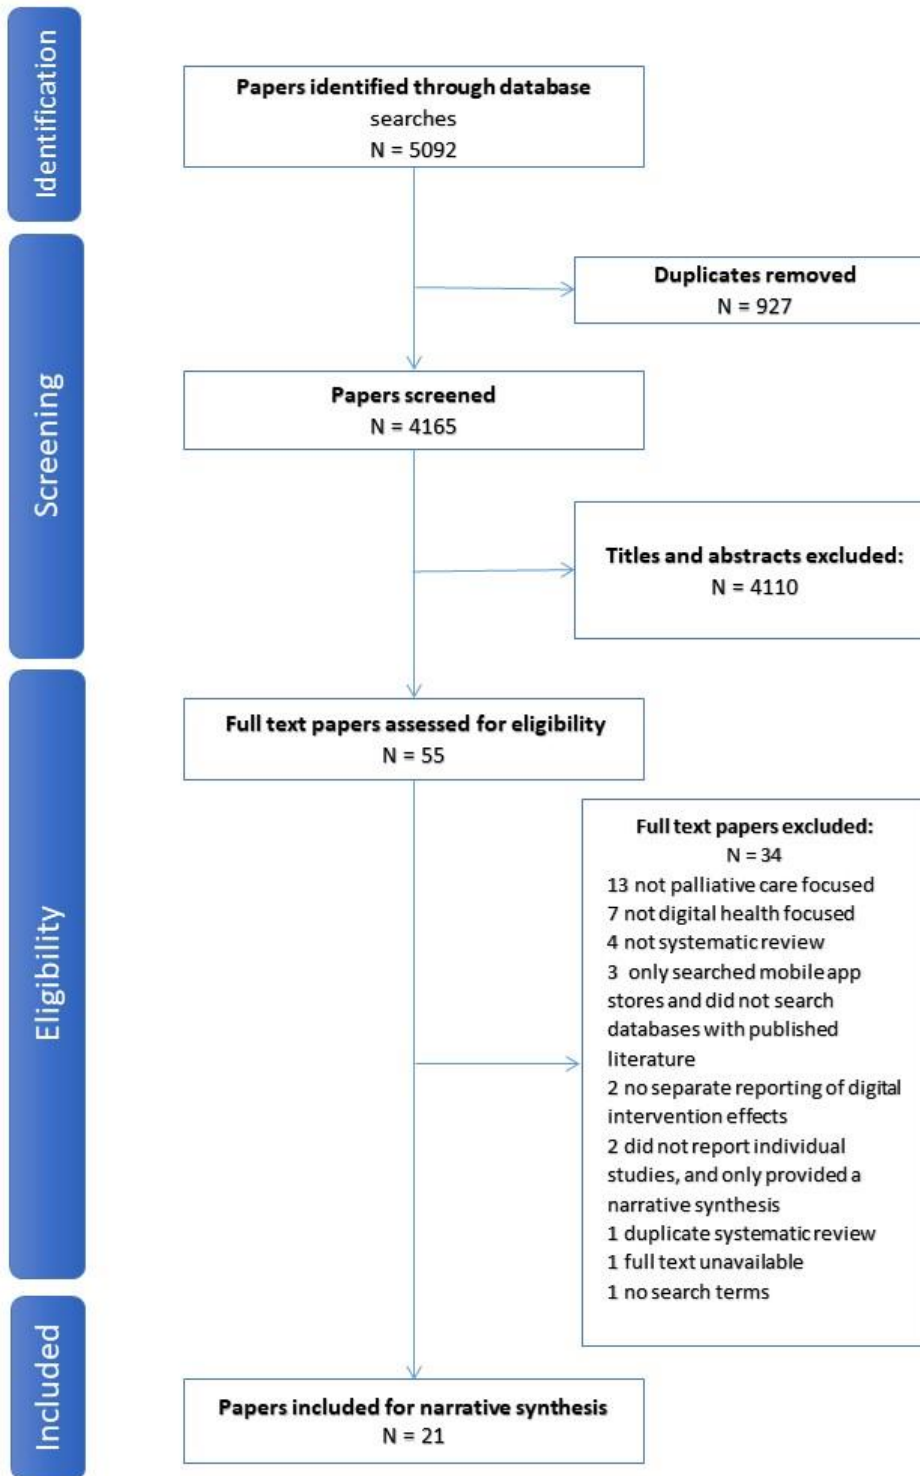 Identification
Papers identified through database
searches
N = 5092
Screening
Duplicates removed
N = 927
Papers screened
N = 4165
Titles and abstracts excluded:
N = 4110
Eligibility
Full text papers assessed for eligibility
N = 55
Full text papers excluded:
N = 34
13 not palliative care focused
7 not digital health focused
4 not systematic review
3 only searched mobile app
stores and did not search
databases with published
literature
2 no separate reporting of digital
intervention effects
2 did not report individual
studies, and only provided a
narrative synthesis
1 duplicate systematic review
1 full text unavailable
1 no search terms
Included
Papers included for narrative synthesis
N = 21